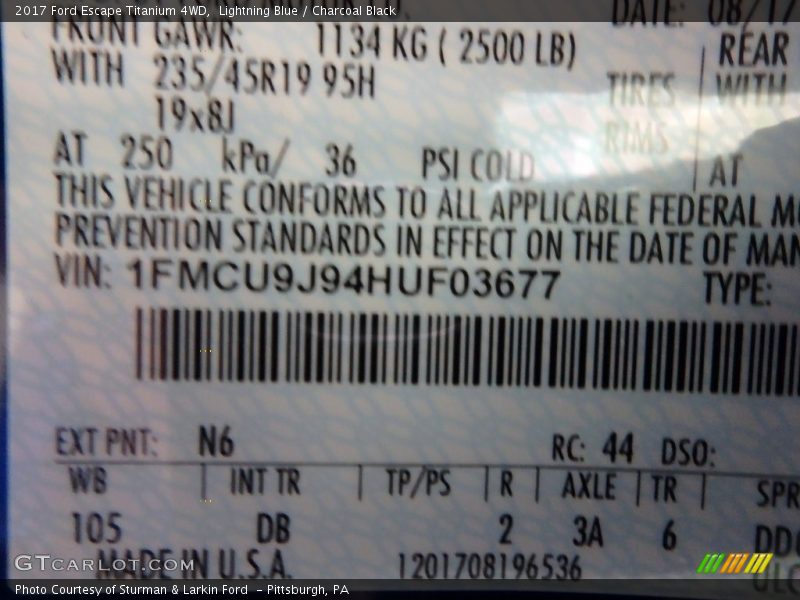 2017 Ford Escape Titanium 4WD, Lightning Blue / Charcoal Black
DATE: 08/17
FRONT GAWR: 1134 KG ( 2500 LB) REAR
WITH 235/45R19 95H TIRES WITH
19x8J RIMS
AT 250 kPa/ 36 PSI COLD AT
THIS VEHICLE CONFORMS TO ALL APPLICABLE FEDERAL M
PREVENTION STANDARDS IN EFFECT ON THE DATE OF MAN
VIN: 1FMCU9J94HUF03677 TYPE:
EXT PNT: N6 RC: 44 DSO:
WB INT TR TP/PS R AXLE TR SPR
105 DB 2 3A 6 DD
MADE IN U.S.A. 1201708196536
GTcarlot.com
Photo Courtesy of Sturman & Larkin Ford - Pittsburgh, PA